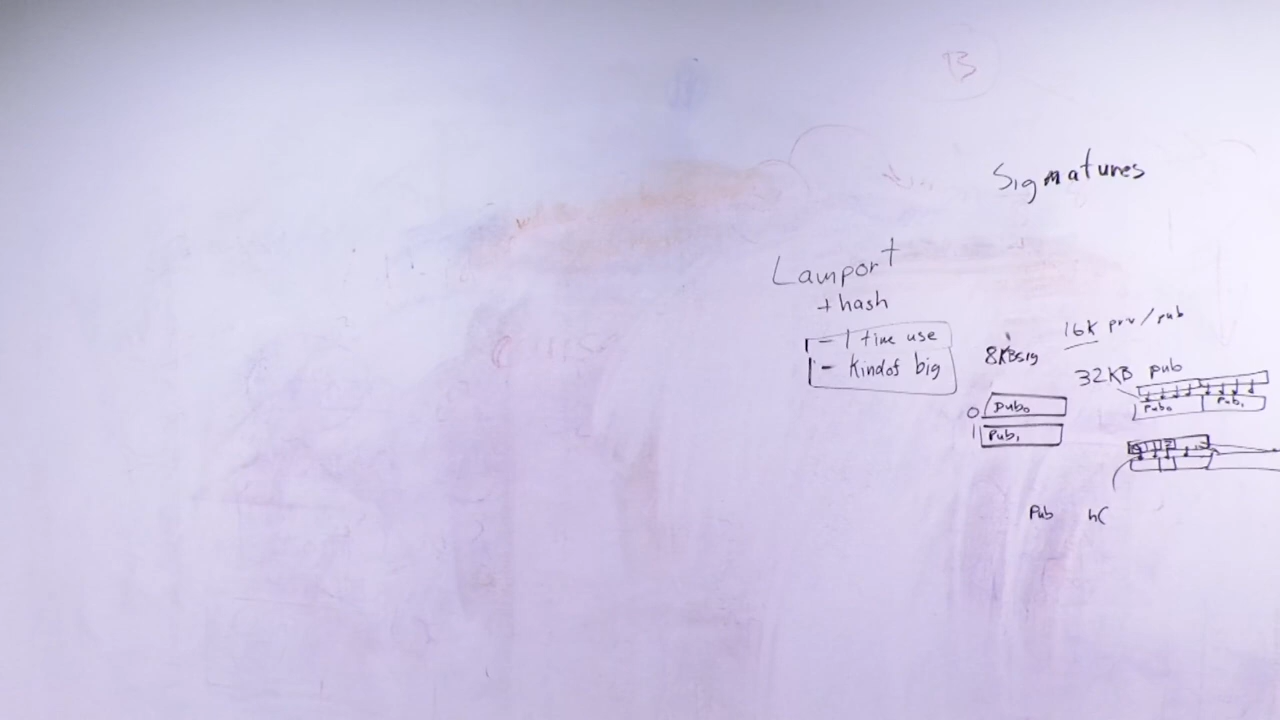 B
Signatures
Lamport
+ hash
- 1 time use
- kind of big
8KB sig
16k priv/pub
32KB pub
0 pub₀
1 pub₁
pub₀ pub₁
pub h(